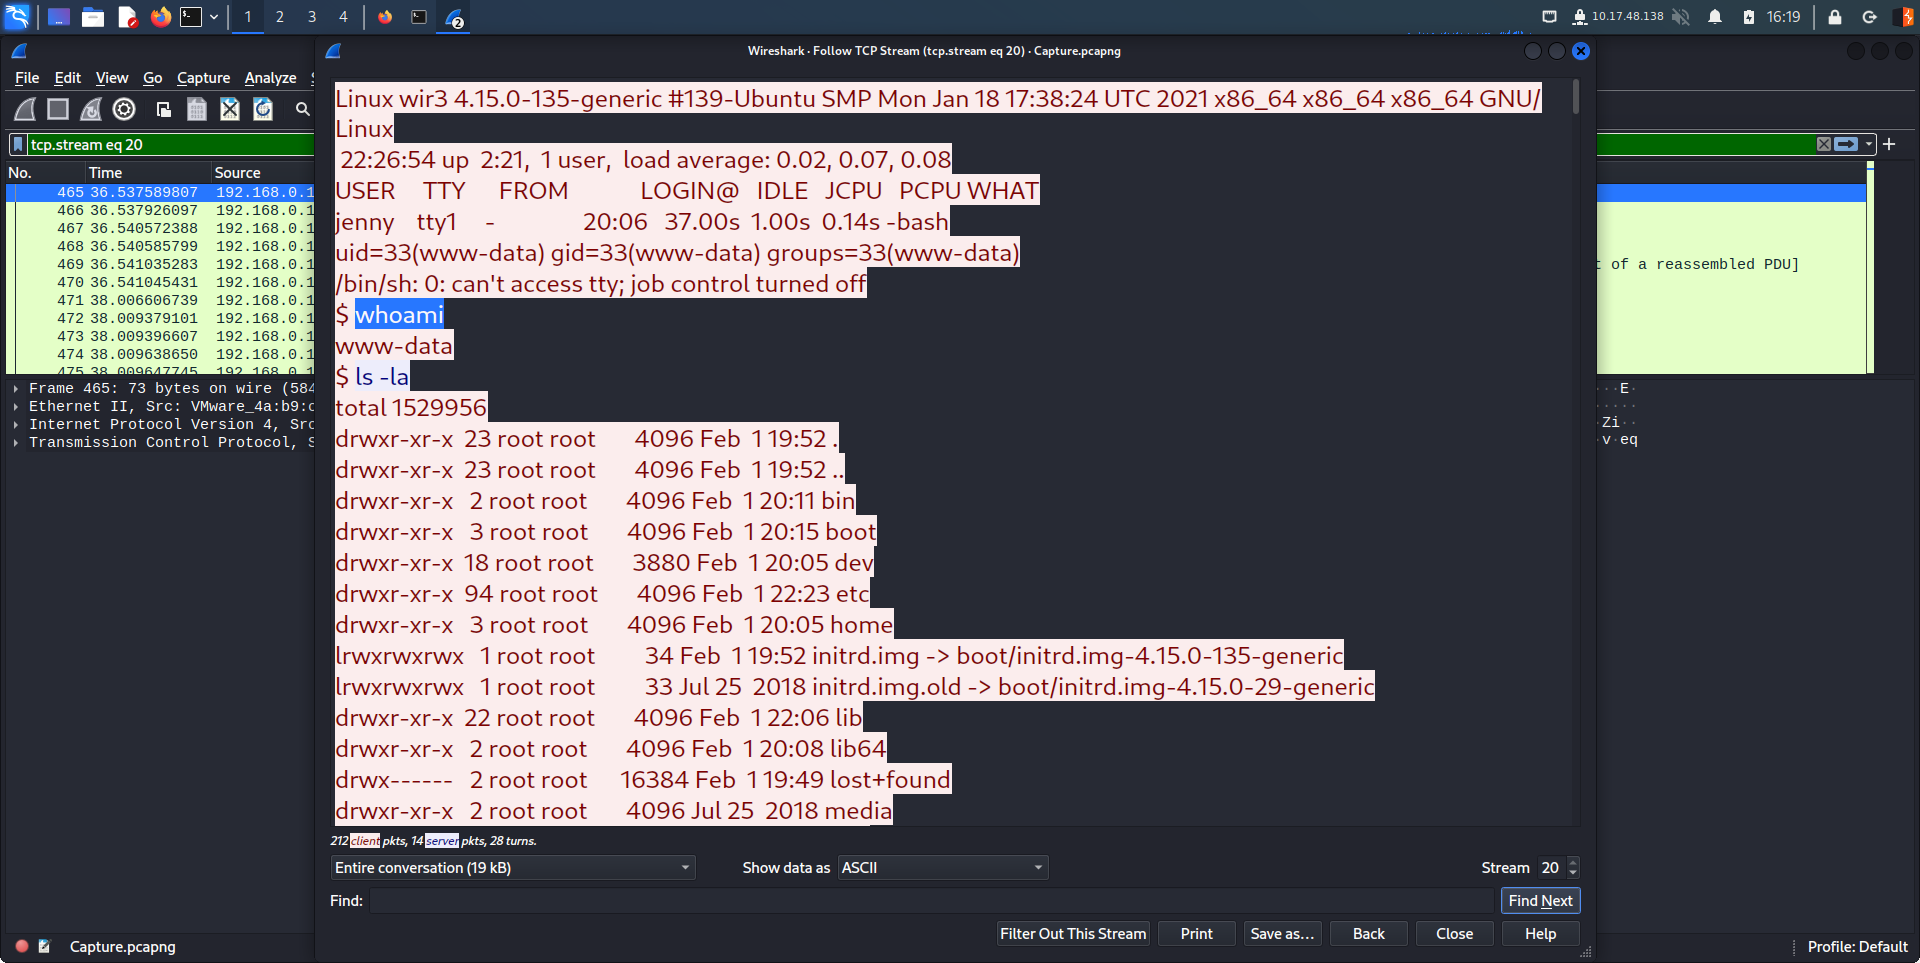 1 2 3 4 2 10.17.48.138 16:19
Wireshark · Follow TCP Stream (tcp.stream eq 20) · Capture.pcapng
File Edit View Go Capture Analyze
tcp.stream eq 20
No. Time Source
465 36.537589807 192.168.0.1
466 36.537926097 192.168.0.1
467 36.540572388 192.168.0.1
468 36.540585799 192.168.0.1
469 36.541035283 192.168.0.1
470 36.541045431 192.168.0.1
471 38.006606739 192.168.0.1
472 38.009379101 192.168.0.1
473 38.009396607 192.168.0.1
474 38.009638650 192.168.0.1
475 38.009647745 192.168.0.1
of a reassembled PDU]
Frame 465: 73 bytes on wire (584
Ethernet II, Src: VMware_4a:b9:c
Internet Protocol Version 4, Src
Transmission Control Protocol, S
···E·
·····
Zi··
v·eq
Linux wir3 4.15.0-135-generic #139-Ubuntu SMP Mon Jan 18 17:38:24 UTC 2021 x86_64 x86_64 x86_64 GNU/
Linux
22:26:54 up 2:21, 1 user, load average: 0.02, 0.07, 0.08
USER TTY FROM LOGIN@ IDLE JCPU PCPU WHAT
jenny tty1 - 20:06 37.00s 1.00s 0.14s -bash
uid=33(www-data) gid=33(www-data) groups=33(www-data)
/bin/sh: 0: can't access tty; job control turned off
$ whoami
www-data
$ ls -la
total 1529956
drwxr-xr-x 23 root root 4096 Feb 1 19:52 .
drwxr-xr-x 23 root root 4096 Feb 1 19:52 ..
drwxr-xr-x 2 root root 4096 Feb 1 20:11 bin
drwxr-xr-x 3 root root 4096 Feb 1 20:15 boot
drwxr-xr-x 18 root root 3880 Feb 1 20:05 dev
drwxr-xr-x 94 root root 4096 Feb 1 22:23 etc
drwxr-xr-x 3 root root 4096 Feb 1 20:05 home
lrwxrwxrwx 1 root root 34 Feb 1 19:52 initrd.img -> boot/initrd.img-4.15.0-135-generic
lrwxrwxrwx 1 root root 33 Jul 25 2018 initrd.img.old -> boot/initrd.img-4.15.0-29-generic
drwxr-xr-x 22 root root 4096 Feb 1 22:06 lib
drwxr-xr-x 2 root root 4096 Feb 1 20:08 lib64
drwx------ 2 root root 16384 Feb 1 19:49 lost+found
drwxr-xr-x 2 root root 4096 Jul 25 2018 media
212 client pkts, 14 server pkts, 28 turns.
Entire conversation (19 kB) Show data as ASCII Stream 20
Find: Find Next
Filter Out This Stream Print Save as... Back Close Help
Capture.pcapng Profile: Default